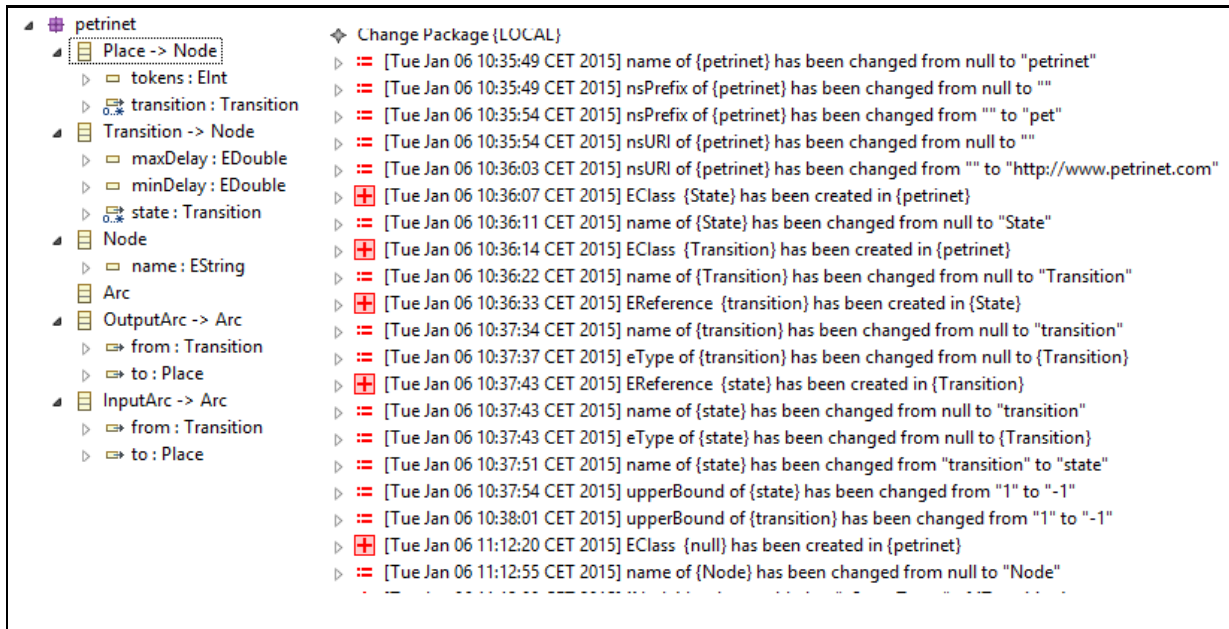 petrinet
Place -> Node
tokens : EInt
0..* transition : Transition
Transition -> Node
maxDelay : EDouble
minDelay : EDouble
0..* state : Transition
Node
name : EString
Arc
OutputArc -> Arc
from : Transition
to : Place
InputArc -> Arc
from : Transition
to : Place
Change Package {LOCAL}
[Tue Jan 06 10:35:49 CET 2015] name of {petrinet} has been changed from null to "petrinet"
[Tue Jan 06 10:35:49 CET 2015] nsPrefix of {petrinet} has been changed from null to ""
[Tue Jan 06 10:35:54 CET 2015] nsPrefix of {petrinet} has been changed from "" to "pet"
[Tue Jan 06 10:35:54 CET 2015] nsURI of {petrinet} has been changed from null to ""
[Tue Jan 06 10:36:03 CET 2015] nsURI of {petrinet} has been changed from "" to "http://www.petrinet.com"
[Tue Jan 06 10:36:07 CET 2015] EClass {State} has been created in {petrinet}
[Tue Jan 06 10:36:11 CET 2015] name of {State} has been changed from null to "State"
[Tue Jan 06 10:36:14 CET 2015] EClass {Transition} has been created in {petrinet}
[Tue Jan 06 10:36:22 CET 2015] name of {Transition} has been changed from null to "Transition"
[Tue Jan 06 10:36:33 CET 2015] EReference {transition} has been created in {State}
[Tue Jan 06 10:37:34 CET 2015] name of {transition} has been changed from null to "transition"
[Tue Jan 06 10:37:37 CET 2015] eType of {transition} has been changed from null to {Transition}
[Tue Jan 06 10:37:43 CET 2015] EReference {state} has been created in {Transition}
[Tue Jan 06 10:37:43 CET 2015] name of {state} has been changed from null to "transition"
[Tue Jan 06 10:37:43 CET 2015] eType of {state} has been changed from null to {Transition}
[Tue Jan 06 10:37:51 CET 2015] name of {state} has been changed from "transition" to "state"
[Tue Jan 06 10:37:54 CET 2015] upperBound of {state} has been changed from "1" to "-1"
[Tue Jan 06 10:38:01 CET 2015] upperBound of {transition} has been changed from "1" to "-1"
[Tue Jan 06 11:12:20 CET 2015] EClass {null} has been created in {petrinet}
[Tue Jan 06 11:12:55 CET 2015] name of {Node} has been changed from null to "Node"